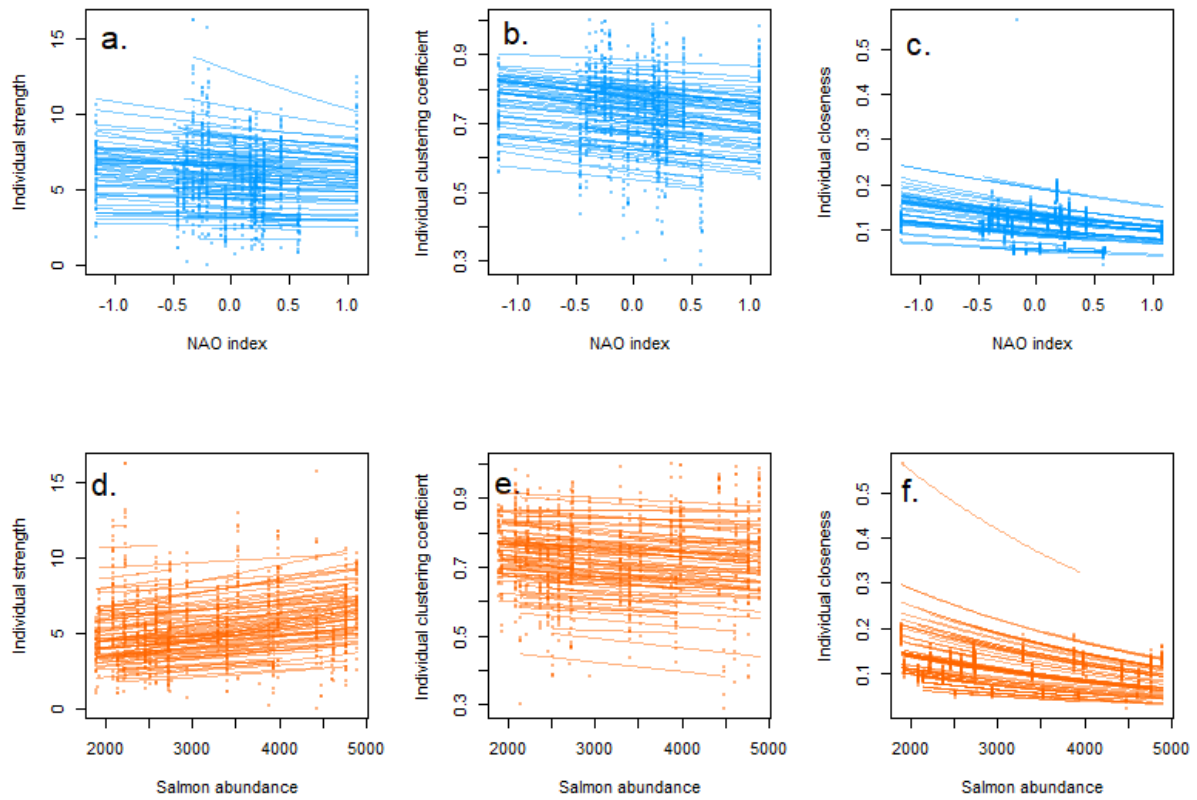 a.
Individual strength
0 5 10 15
-1.0 -0.5 0.0 0.5 1.0
NAO index
b.
Individual clustering coefficient
0.3 0.5 0.7 0.9
-1.0 -0.5 0.0 0.5 1.0
NAO index
c.
Individual closeness
0.1 0.2 0.3 0.4 0.5
-1.0 -0.5 0.0 0.5 1.0
NAO index
d.
Individual strength
0 5 10 15
2000 3000 4000 5000
Salmon abundance
e.
Individual clustering coefficient
0.3 0.5 0.7 0.9
2000 3000 4000 5000
Salmon abundance
f.
Individual closeness
0.1 0.2 0.3 0.4 0.5
2000 3000 4000 5000
Salmon abundance